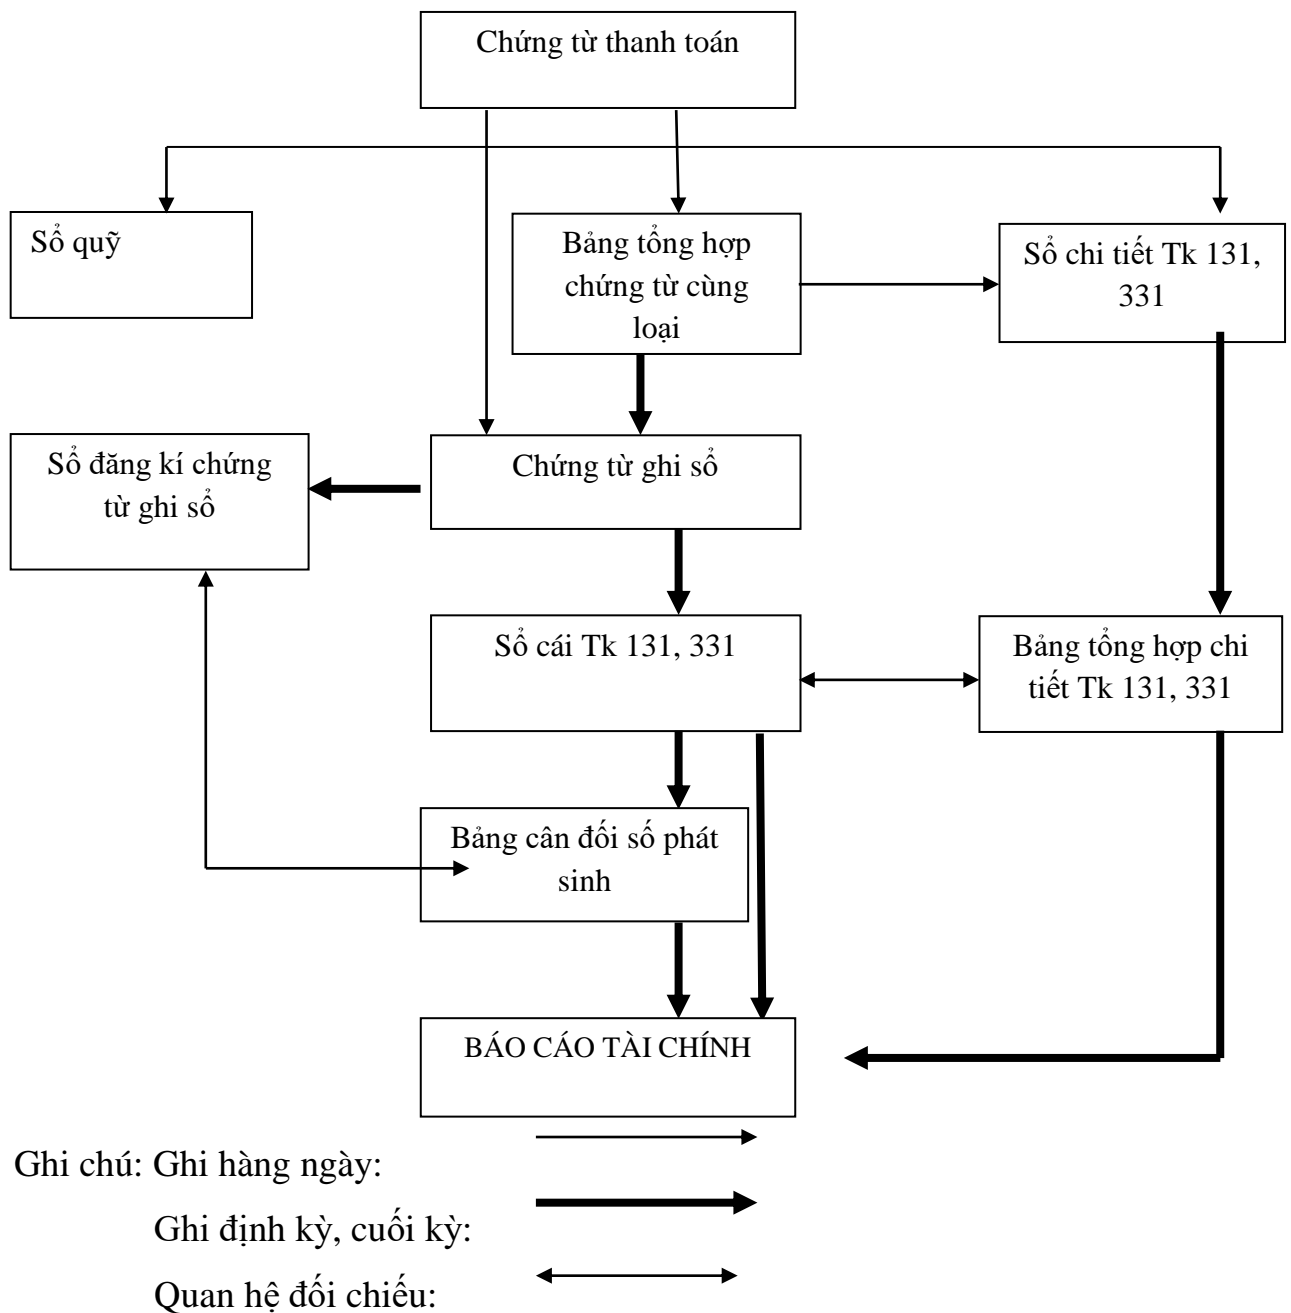 Chứng từ thanh toán
Sổ quỹ
Bảng tổng hợp
chứng từ cùng
loại
Sổ chi tiết Tk 131,
331
Sổ đăng kí chứng
từ ghi sổ
Chứng từ ghi sổ
Sổ cái Tk 131, 331
Bảng tổng hợp chi
tiết Tk 131, 331
Bảng cân đối số phát
sinh
BÁO CÁO TÀI CHÍNH
Ghi chú: Ghi hàng ngày:
Ghi định kỳ, cuối kỳ:
Quan hệ đối chiếu: